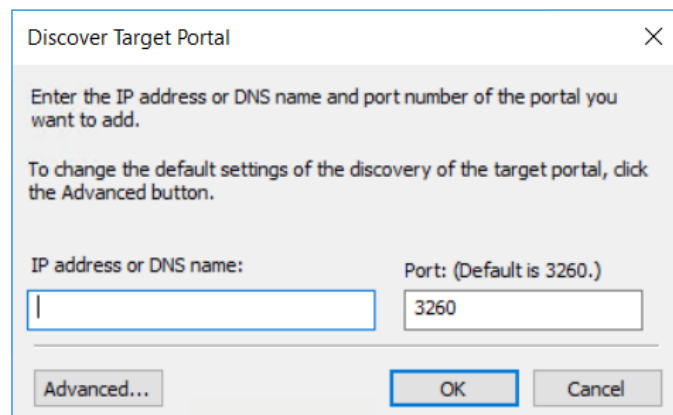 Discover Target Portal
Enter the IP address or DNS name and port number of the portal you
want to add.
To change the default settings of the discovery of the target portal, click
the Advanced button.
IP address or DNS name:
Port: (Default is 3260.)
3260
Advanced...
OK
Cancel